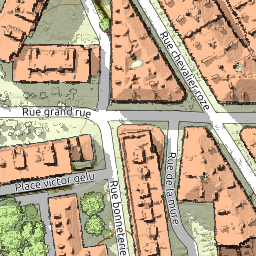 Rue chevalier roze
Rue grand rue
Rue de la mure
Place victor gelu
Rue bonneterie